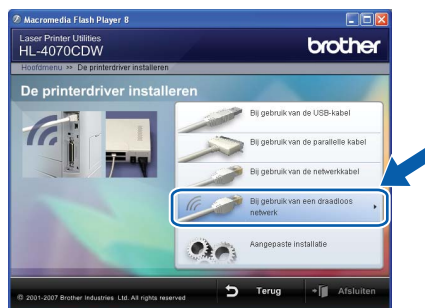 Macromedia Flash Player 8
Laser Printer Utilities
HL-4070CDW
brother
Hoofdmenu >> De printerdriver installeren
De printerdriver installeren
Bij gebruik van de USB-kabel
Bij gebruik van de parallelle kabel
Bij gebruik van de netwerkkabel
Bij gebruik van een draadloos
netwerk
Aangepaste installatie
© 2001-2007 Brother Industries Ltd. All rights reserved
Terug
Afsluiten